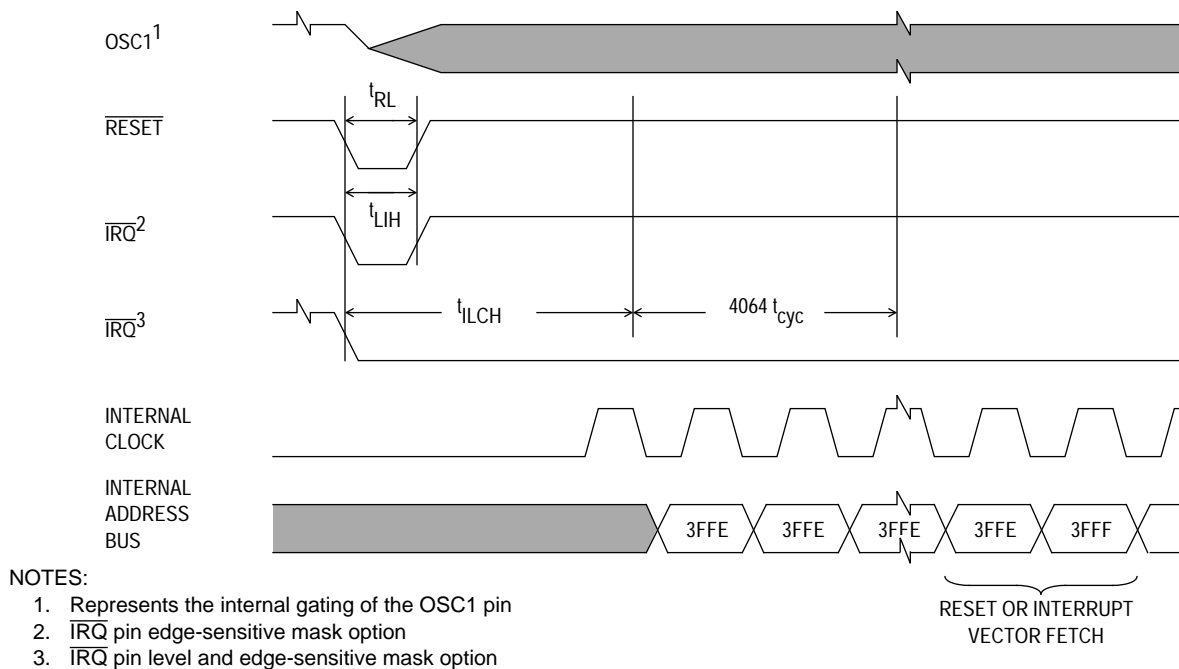 OSC1¹
t_RL
RESET
t_LIH
IRQ²
t_ILCH
4064 t_cyc
IRQ³
INTERNAL
CLOCK
INTERNAL
ADDRESS
BUS
3FFE 3FFE 3FFE 3FFE 3FFF
NOTES:
1. Represents the internal gating of the OSC1 pin
2. IRQ pin edge-sensitive mask option
3. IRQ pin level and edge-sensitive mask option
RESET OR INTERRUPT
VECTOR FETCH